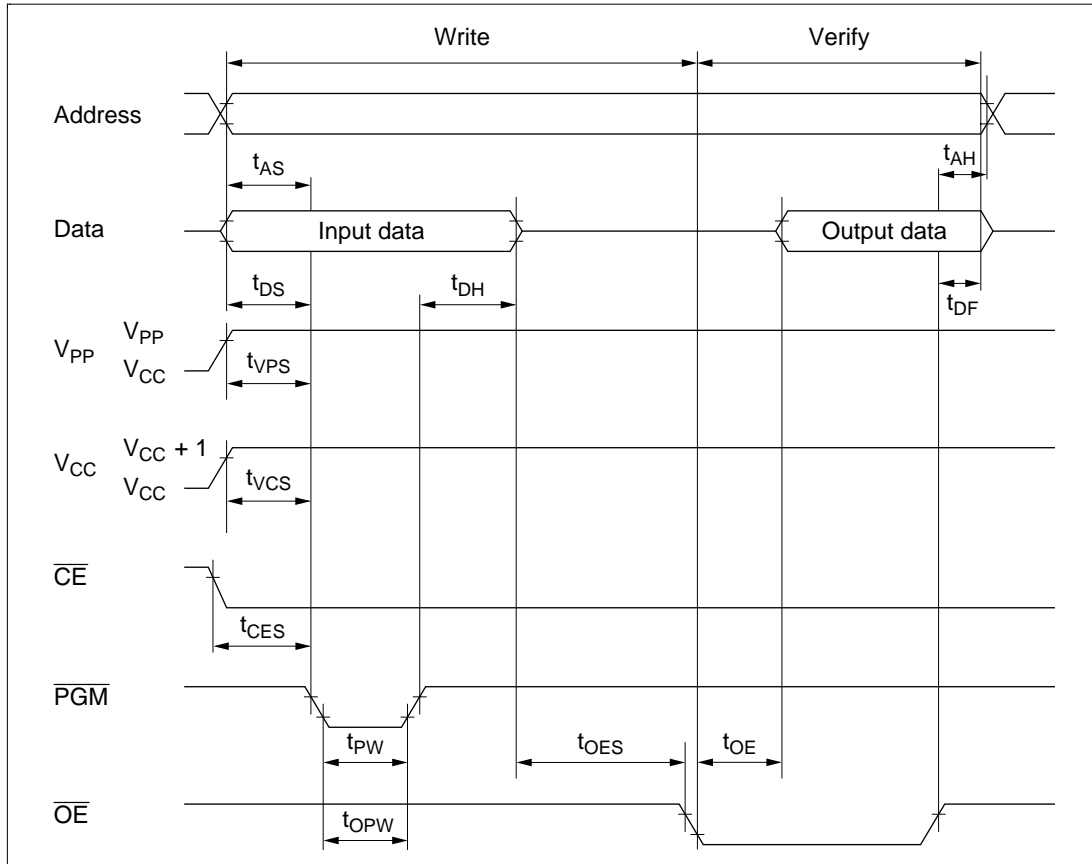 Write Verify
Address
tAS tAH
Data Input data Output data
tDS tDH tDF
VPP VPP
VCC tVPS
VCC VCC + 1
VCC tVCS
CE
tCES
PGM
tPW tOES tOE
OE
tOPW